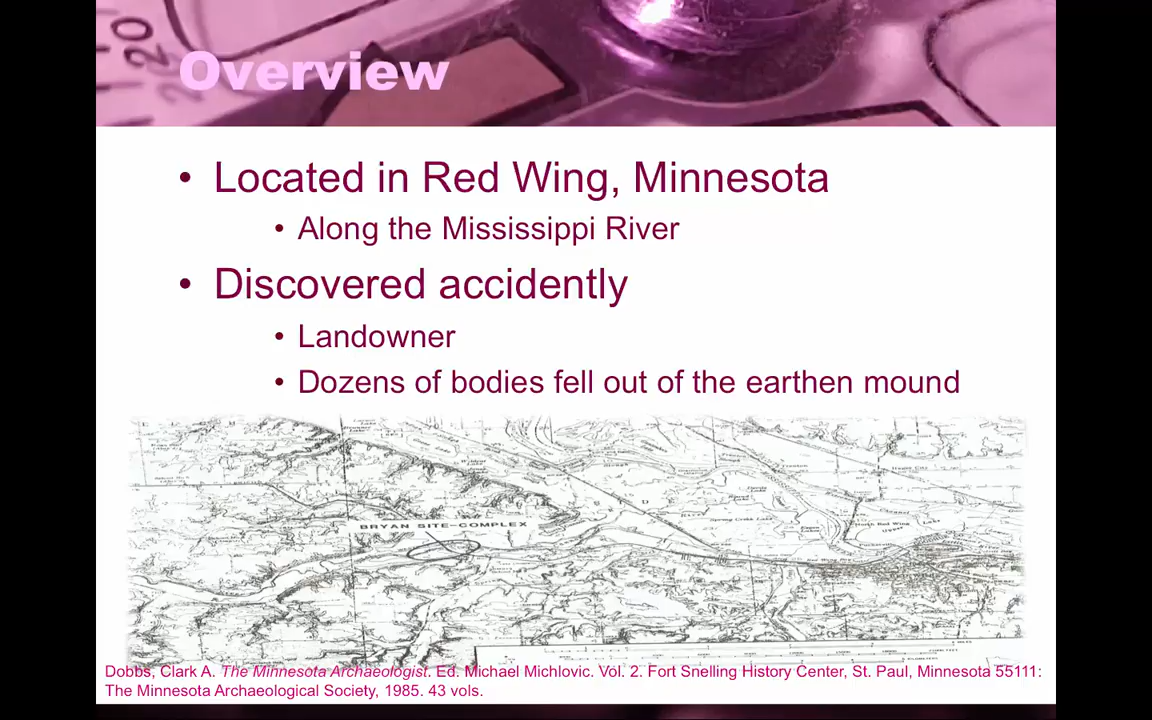 20
Overview
• Located in Red Wing, Minnesota
• Along the Mississippi River
• Discovered accidently
• Landowner
• Dozens of bodies fell out of the earthen mound
BRYAN SITE-COMPLEX
Dobbs, Clark A. The Minnesota Archaeologist. Ed. Michael Michlovic. Vol. 2. Fort Snelling History Center, St. Paul, Minnesota 55111:
The Minnesota Archaeological Society, 1985. 43 vols.